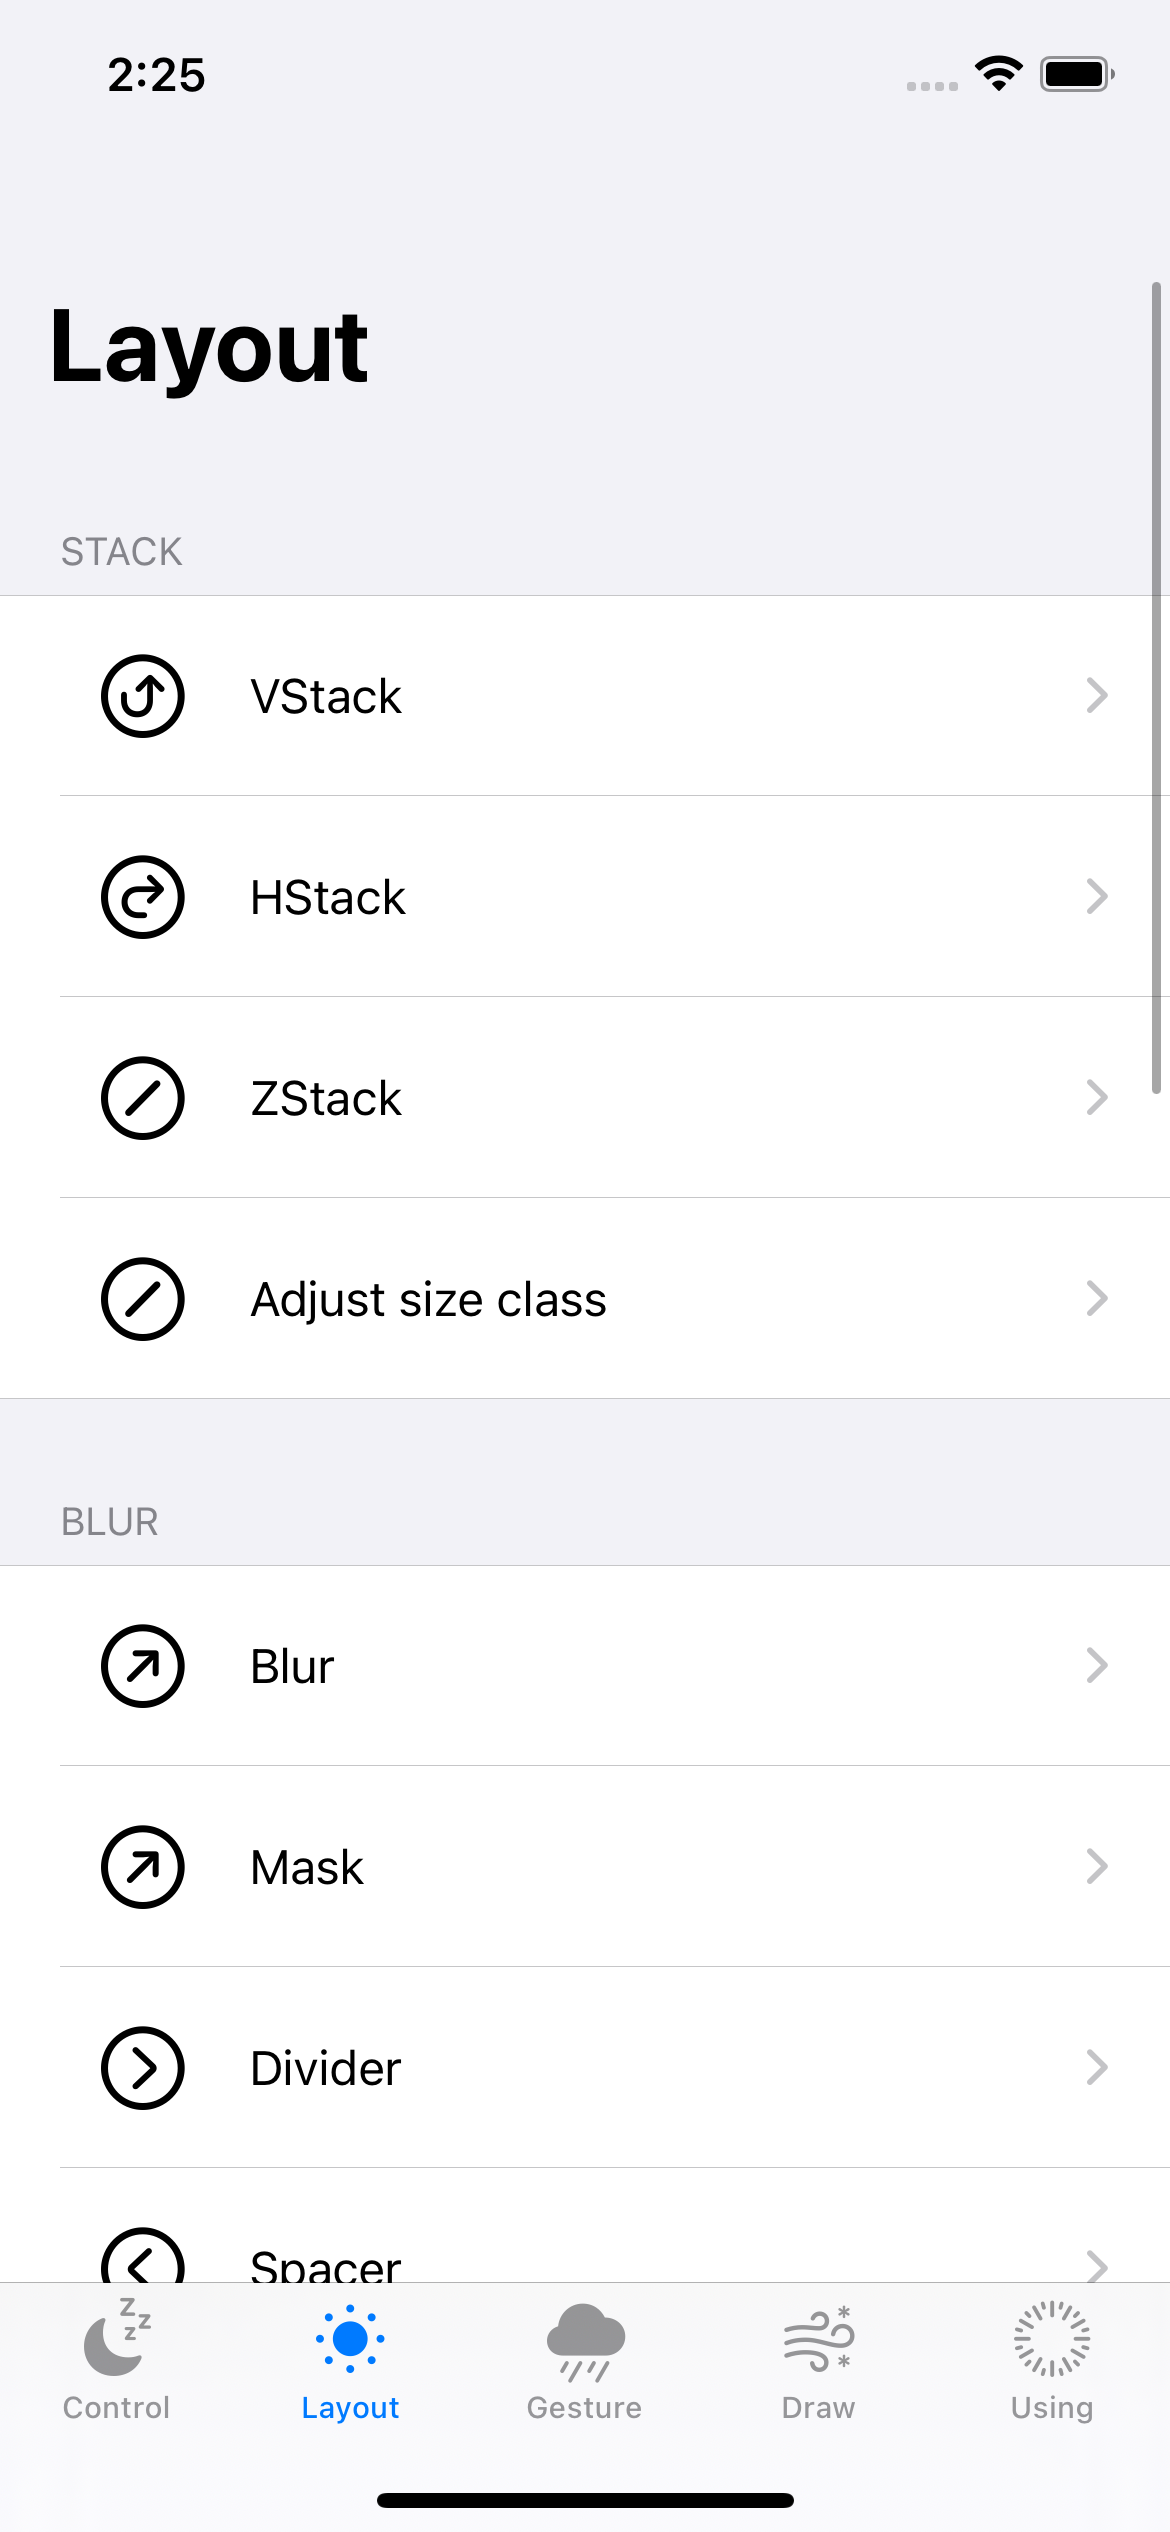 2:25
Layout
STACK
VStack
HStack
ZStack
Adjust size class
BLUR
Blur
Mask
Divider
Spacer
Control
Layout
Gesture
Draw
Using